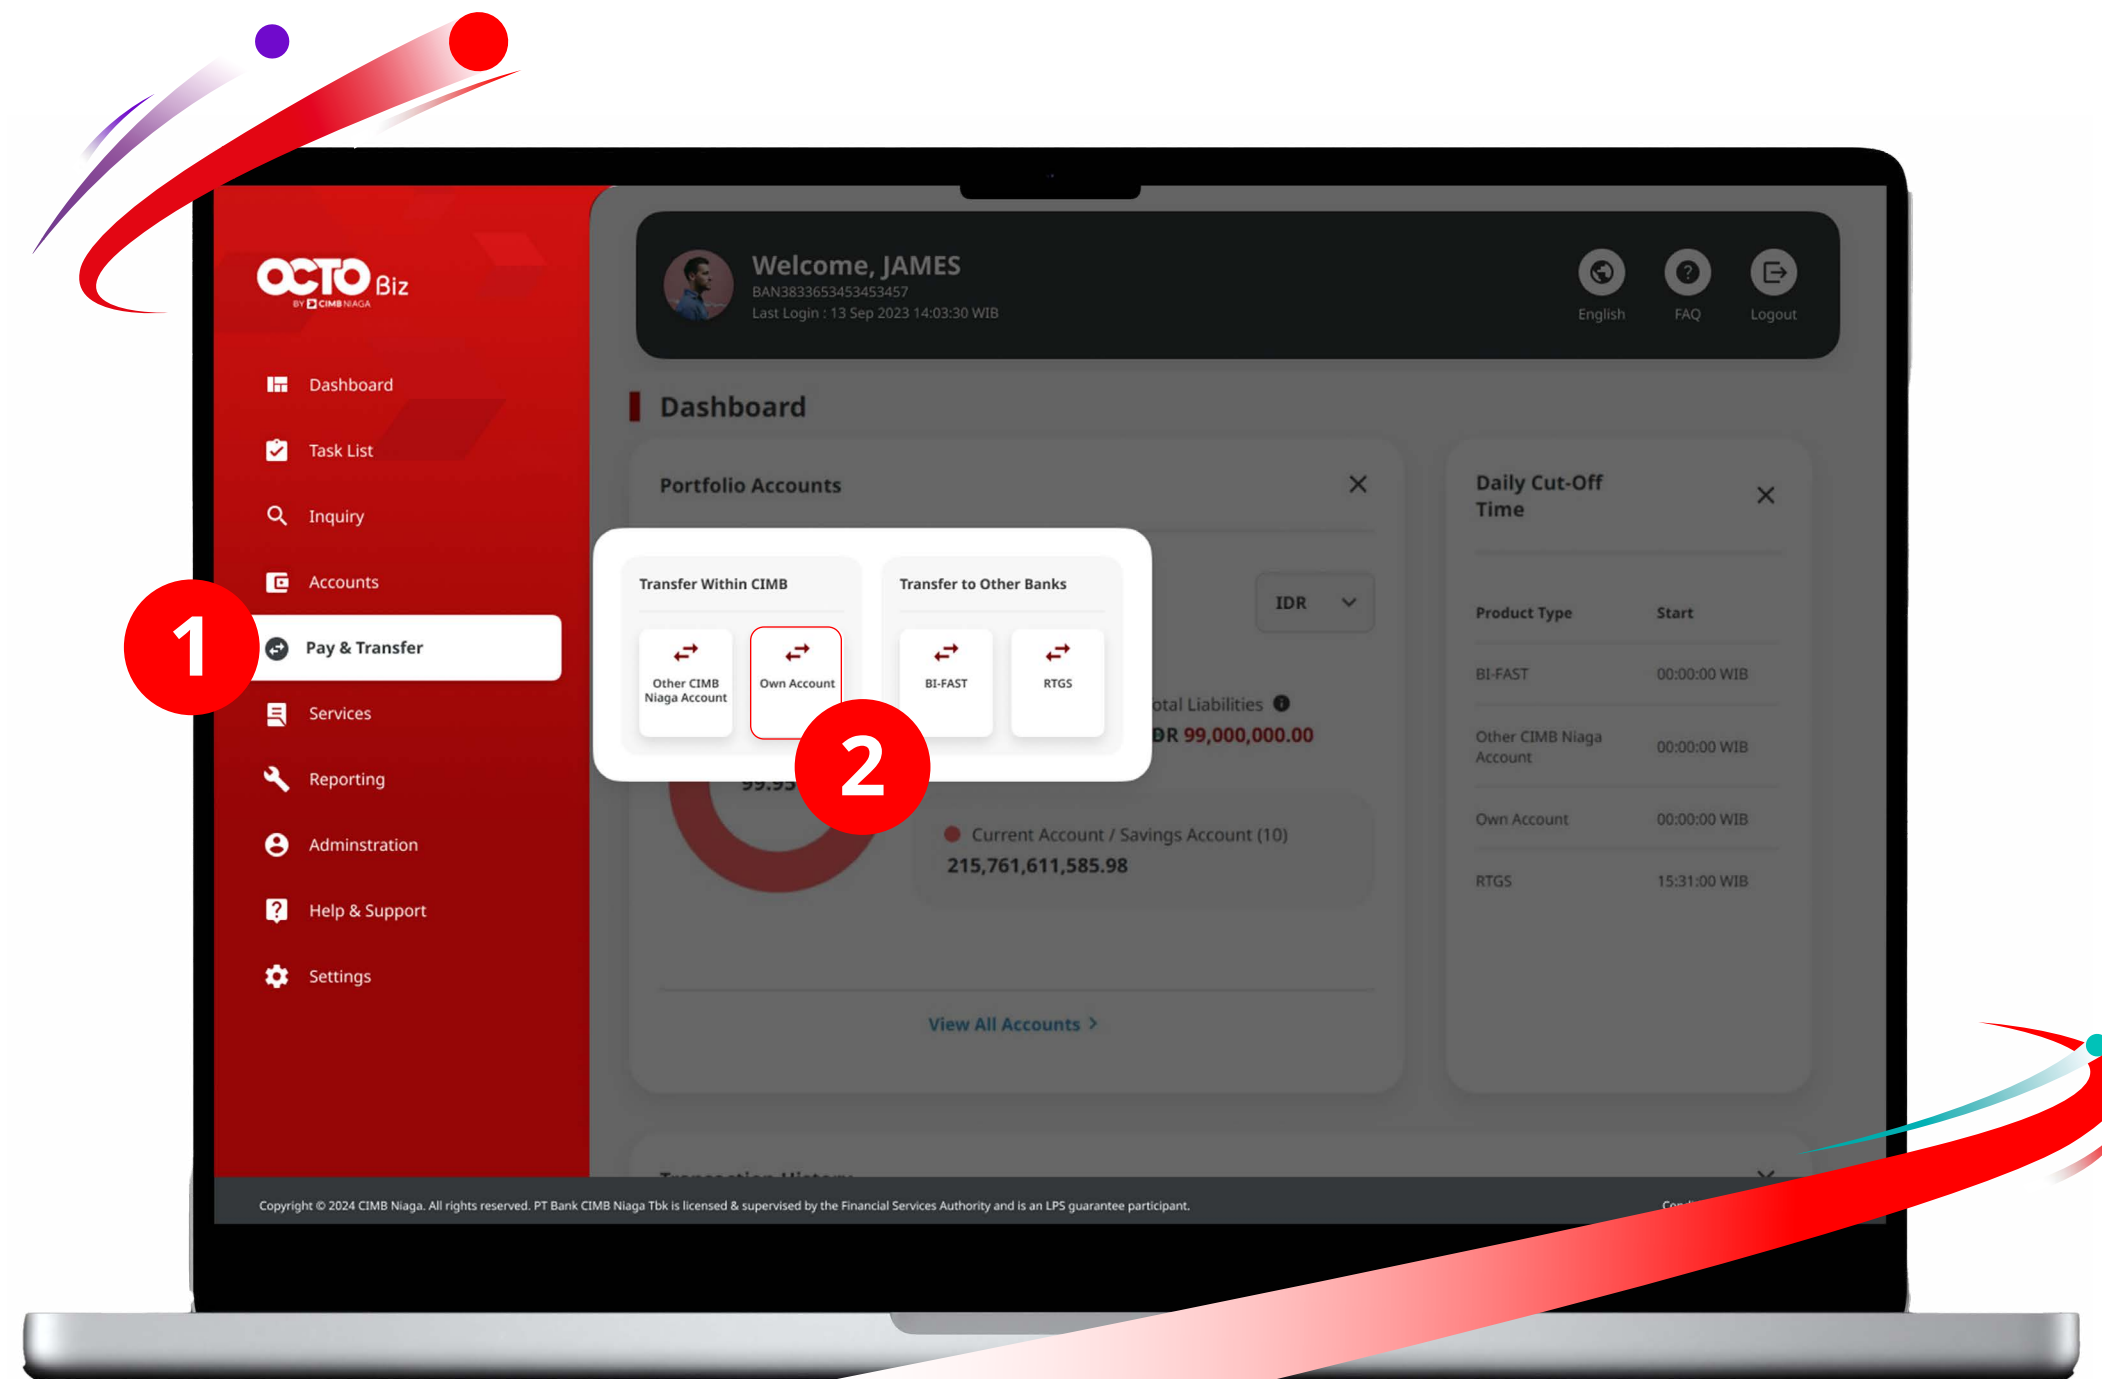 OCTO Biz
BY CIMB NIAGA
Dashboard
Task List
Inquiry
Accounts
1
Pay & Transfer
Services
Reporting
Adminstration
Help & Support
Settings
Welcome, JAMES
BAN3833653453453457
Last Login : 13 Sep 2023 14:03:30 WIB
English
FAQ
Logout
Dashboard
Portfolio Accounts
Transfer Within CIMB
Other CIMB
Niaga Account
Own Account
Transfer to Other Banks
BI-FAST
RTGS
2
IDR
Liabilities
99,000,000.00
Current Account / Savings Account (10)
215,761,611,585.98
View All Accounts
Daily Cut-Off
Time
Product Type Start
BI-FAST 00:00:00 WIB
Other CIMB Niaga
Account 00:00:00 WIB
Own Account 00:00:00 WIB
RTGS 15:31:00 WIB
Copyright © 2024 CIMB Niaga. All rights reserved. PT Bank CIMB Niaga Tbk is licensed & supervised by the Financial Services Authority and is an LPS guarantee participant.